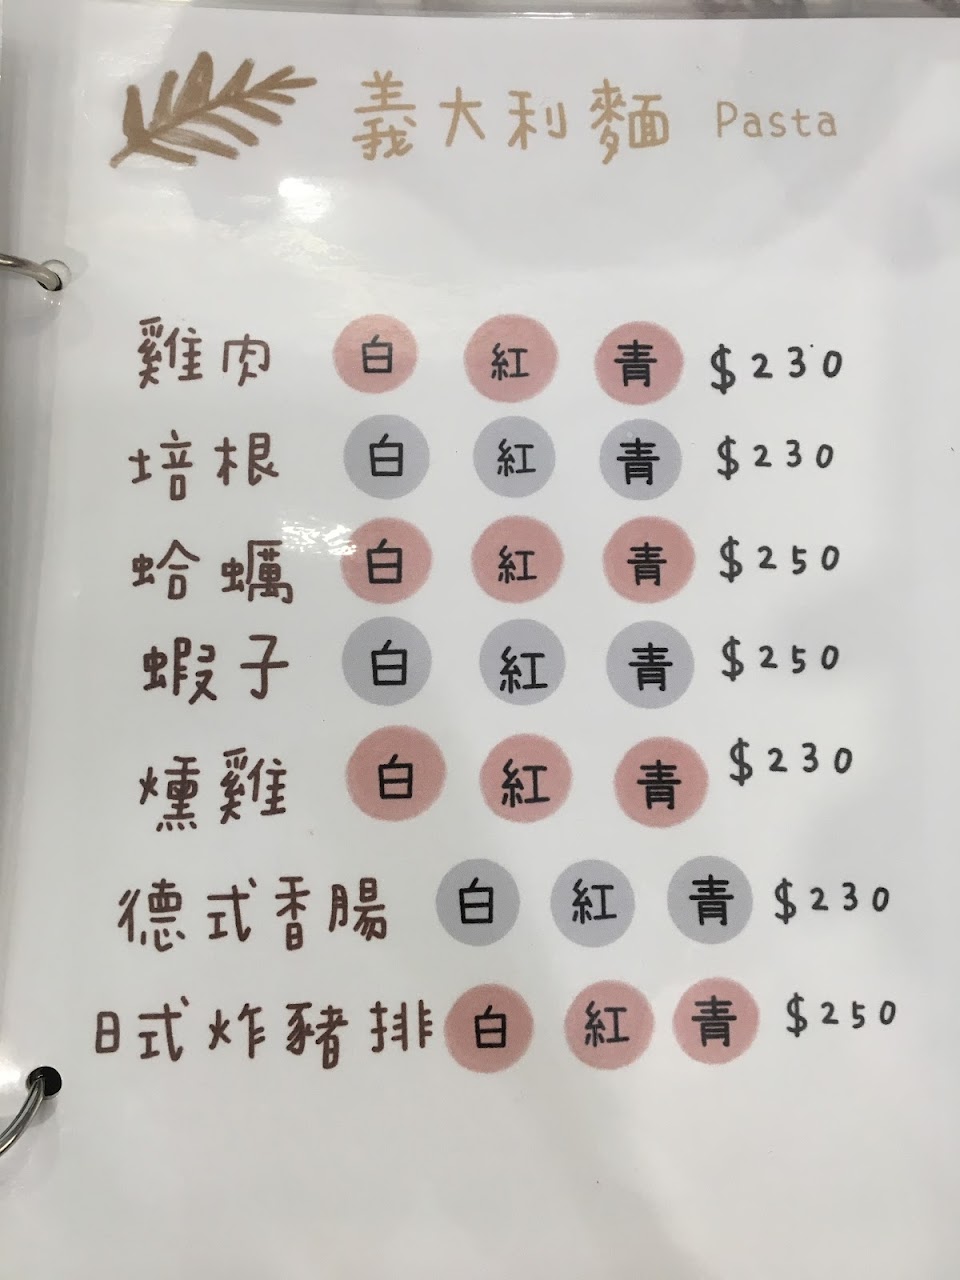 義大利麵 Pasta
雞肉 白 紅 青 $230
培根 白 紅 青 $230
蛤蠣 白 紅 青 $250
蝦子 白 紅 青 $250
燻雞 白 紅 青 $230
德式香腸 白 紅 青 $230
日式炸豬排 白 紅 青 $250